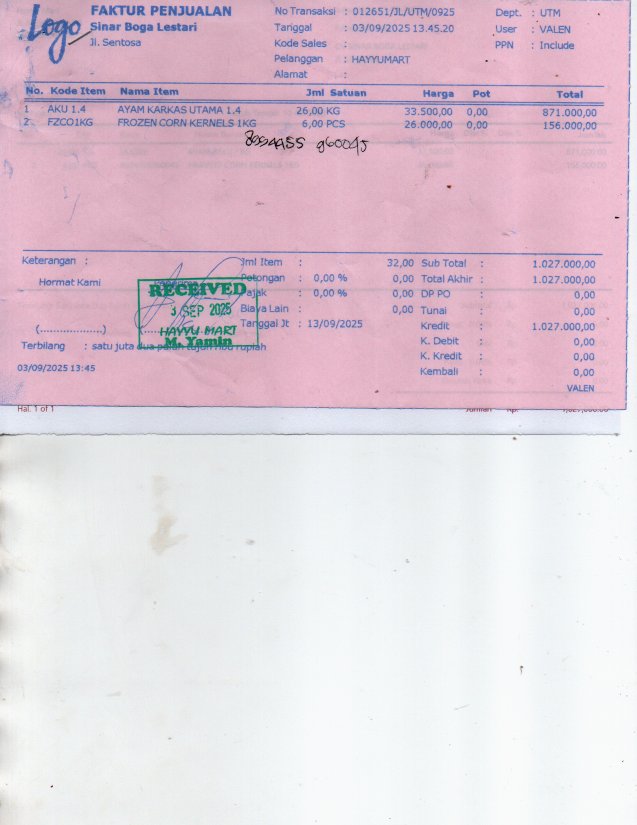 Logo
FAKTUR PENJUALAN
Sinar Boga Lestari
Jl. Sentosa
No Transaksi : 012651/JL/UTM/0925
Tanggal : 03/09/2025 13.45.20
Kode Sales :
Pelanggan : HAYYUMART
Alamat :
Dept. : UTM
User : VALEN
PPN : Include
No. Kode Item Nama Item Jml Satuan Harga Pot Total
1 AKU 1.4 AYAM KARKAS UTAMA 1.4 26,00 KG 33.500,00 0,00 871.000,00
2 FZCO1KG FROZEN CORN KERNELS 1KG 6,00 PCS 26.000,00 0,00 156.000,00
Keterangan :
Hormat Kami
(...................)
Terbilang : satu juta dua puluh tujuh ribu rupiah
03/09/2025 13:45
RECEIVED
3 SEP 2025
HAYYU MART
M. Yamin
Jml Item : 32,00
Potongan : 0,00 % 0,00
Pajak : 0,00 % 0,00
Biaya Lain : 0,00
Tanggal Jt : 13/09/2025
Sub Total : 1.027.000,00
Total Akhir : 1.027.000,00
DP PO : 0,00
Tunai : 0,00
Kredit : 1.027.000,00
K. Debit : 0,00
K. Kredit : 0,00
Kembali : 0,00
VALEN
Hal. 1 of 1
Jumlah Rp.